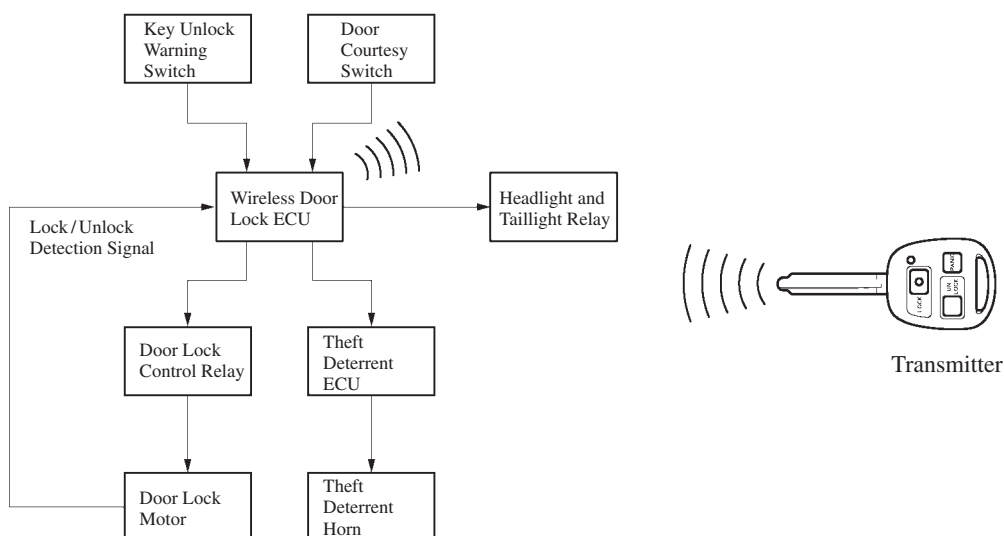 Key Unlock
Warning
Switch
Door
Courtesy
Switch
Wireless Door
Lock ECU
Headlight and
Taillight Relay
Lock/Unlock
Detection Signal
Door Lock
Control Relay
Theft
Deterrent
ECU
Door Lock
Motor
Theft
Deterrent
Horn
LOCK
UN
LOCK
PANIC
Transmitter